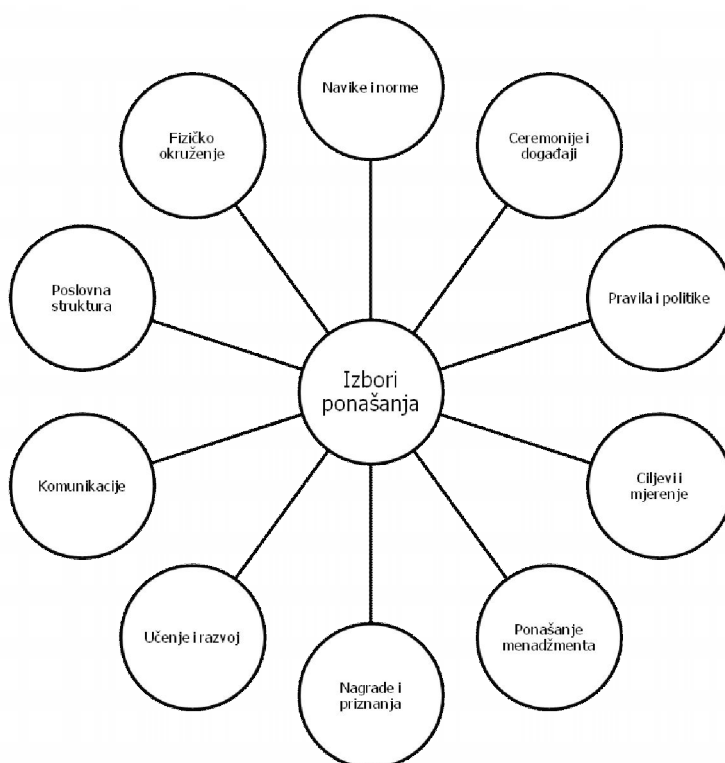 Navike i norme
Ceremonije i
događaji
Pravila i politike
Ciljevi i
mjerenje
Ponašanje
menadžmenta
Nagrade i
priznanja
Učenje i razvoj
Komunikacije
Poslovna
struktura
Fizičko
okruženje
Izbori
ponašanja